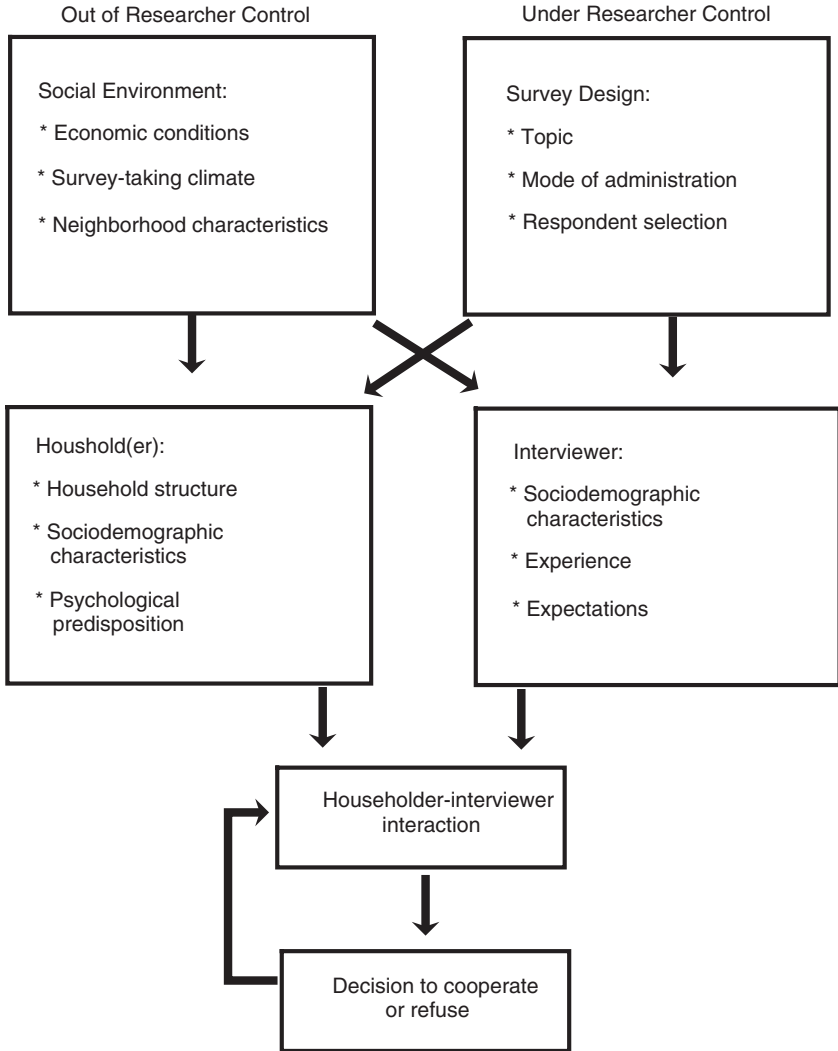 Out of Researcher Control
Under Researcher Control
Social Environment:
* Economic conditions
* Survey-taking climate
* Neighborhood characteristics
Survey Design:
* Topic
* Mode of administration
* Respondent selection
Houshold(er):
* Household structure
* Sociodemographic
characteristics
* Psychological
predisposition
Interviewer:
* Sociodemographic
characteristics
* Experience
* Expectations
Householder-interviewer
interaction
Decision to cooperate
or refuse